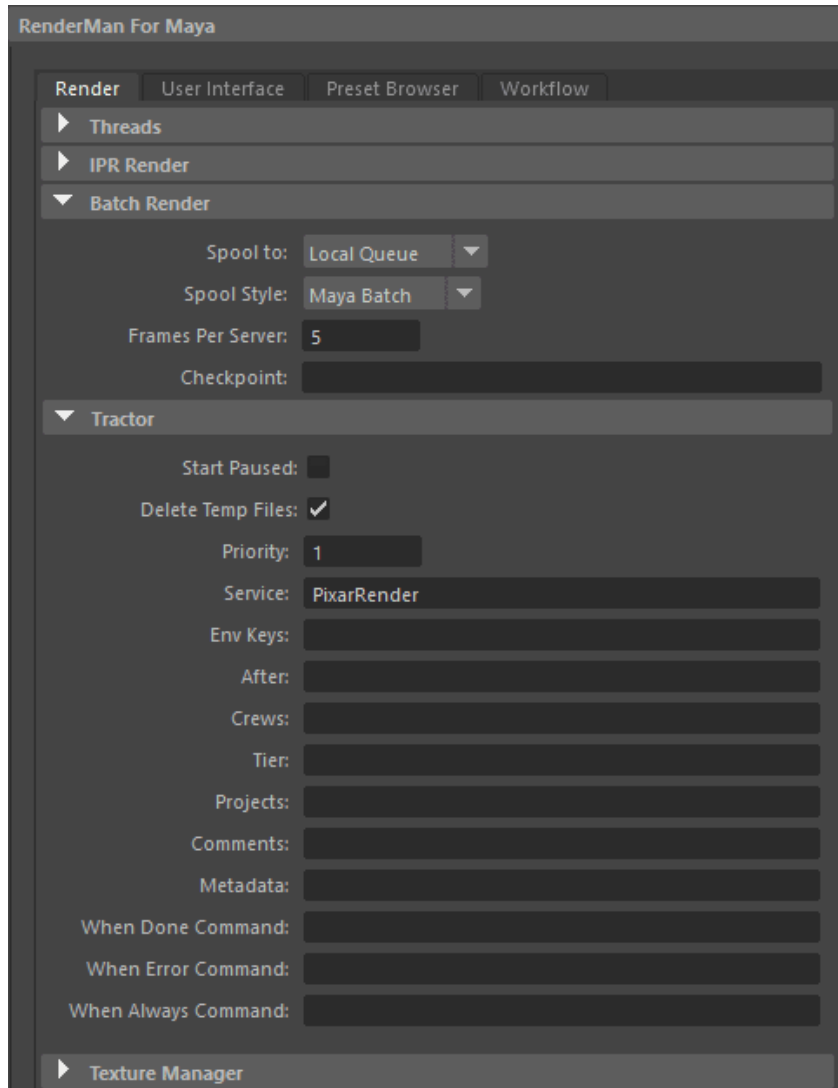 RenderMan For Maya
Render User Interface Preset Browser Workflow
Threads
IPR Render
Batch Render
Spool to: Local Queue
Spool Style: Maya Batch
Frames Per Server: 5
Checkpoint:
Tractor
Start Paused:
Delete Temp Files:
Priority: 1
Service: PixarRender
Env Keys:
After:
Crews:
Tier:
Projects:
Comments:
Metadata:
When Done Command:
When Error Command:
When Always Command:
Texture Manager